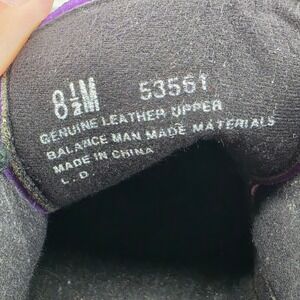 8½M 53561
GENUINE LEATHER UPPER
BALANCE MAN MADE MATERIALS
MADE IN CHINA
L.D